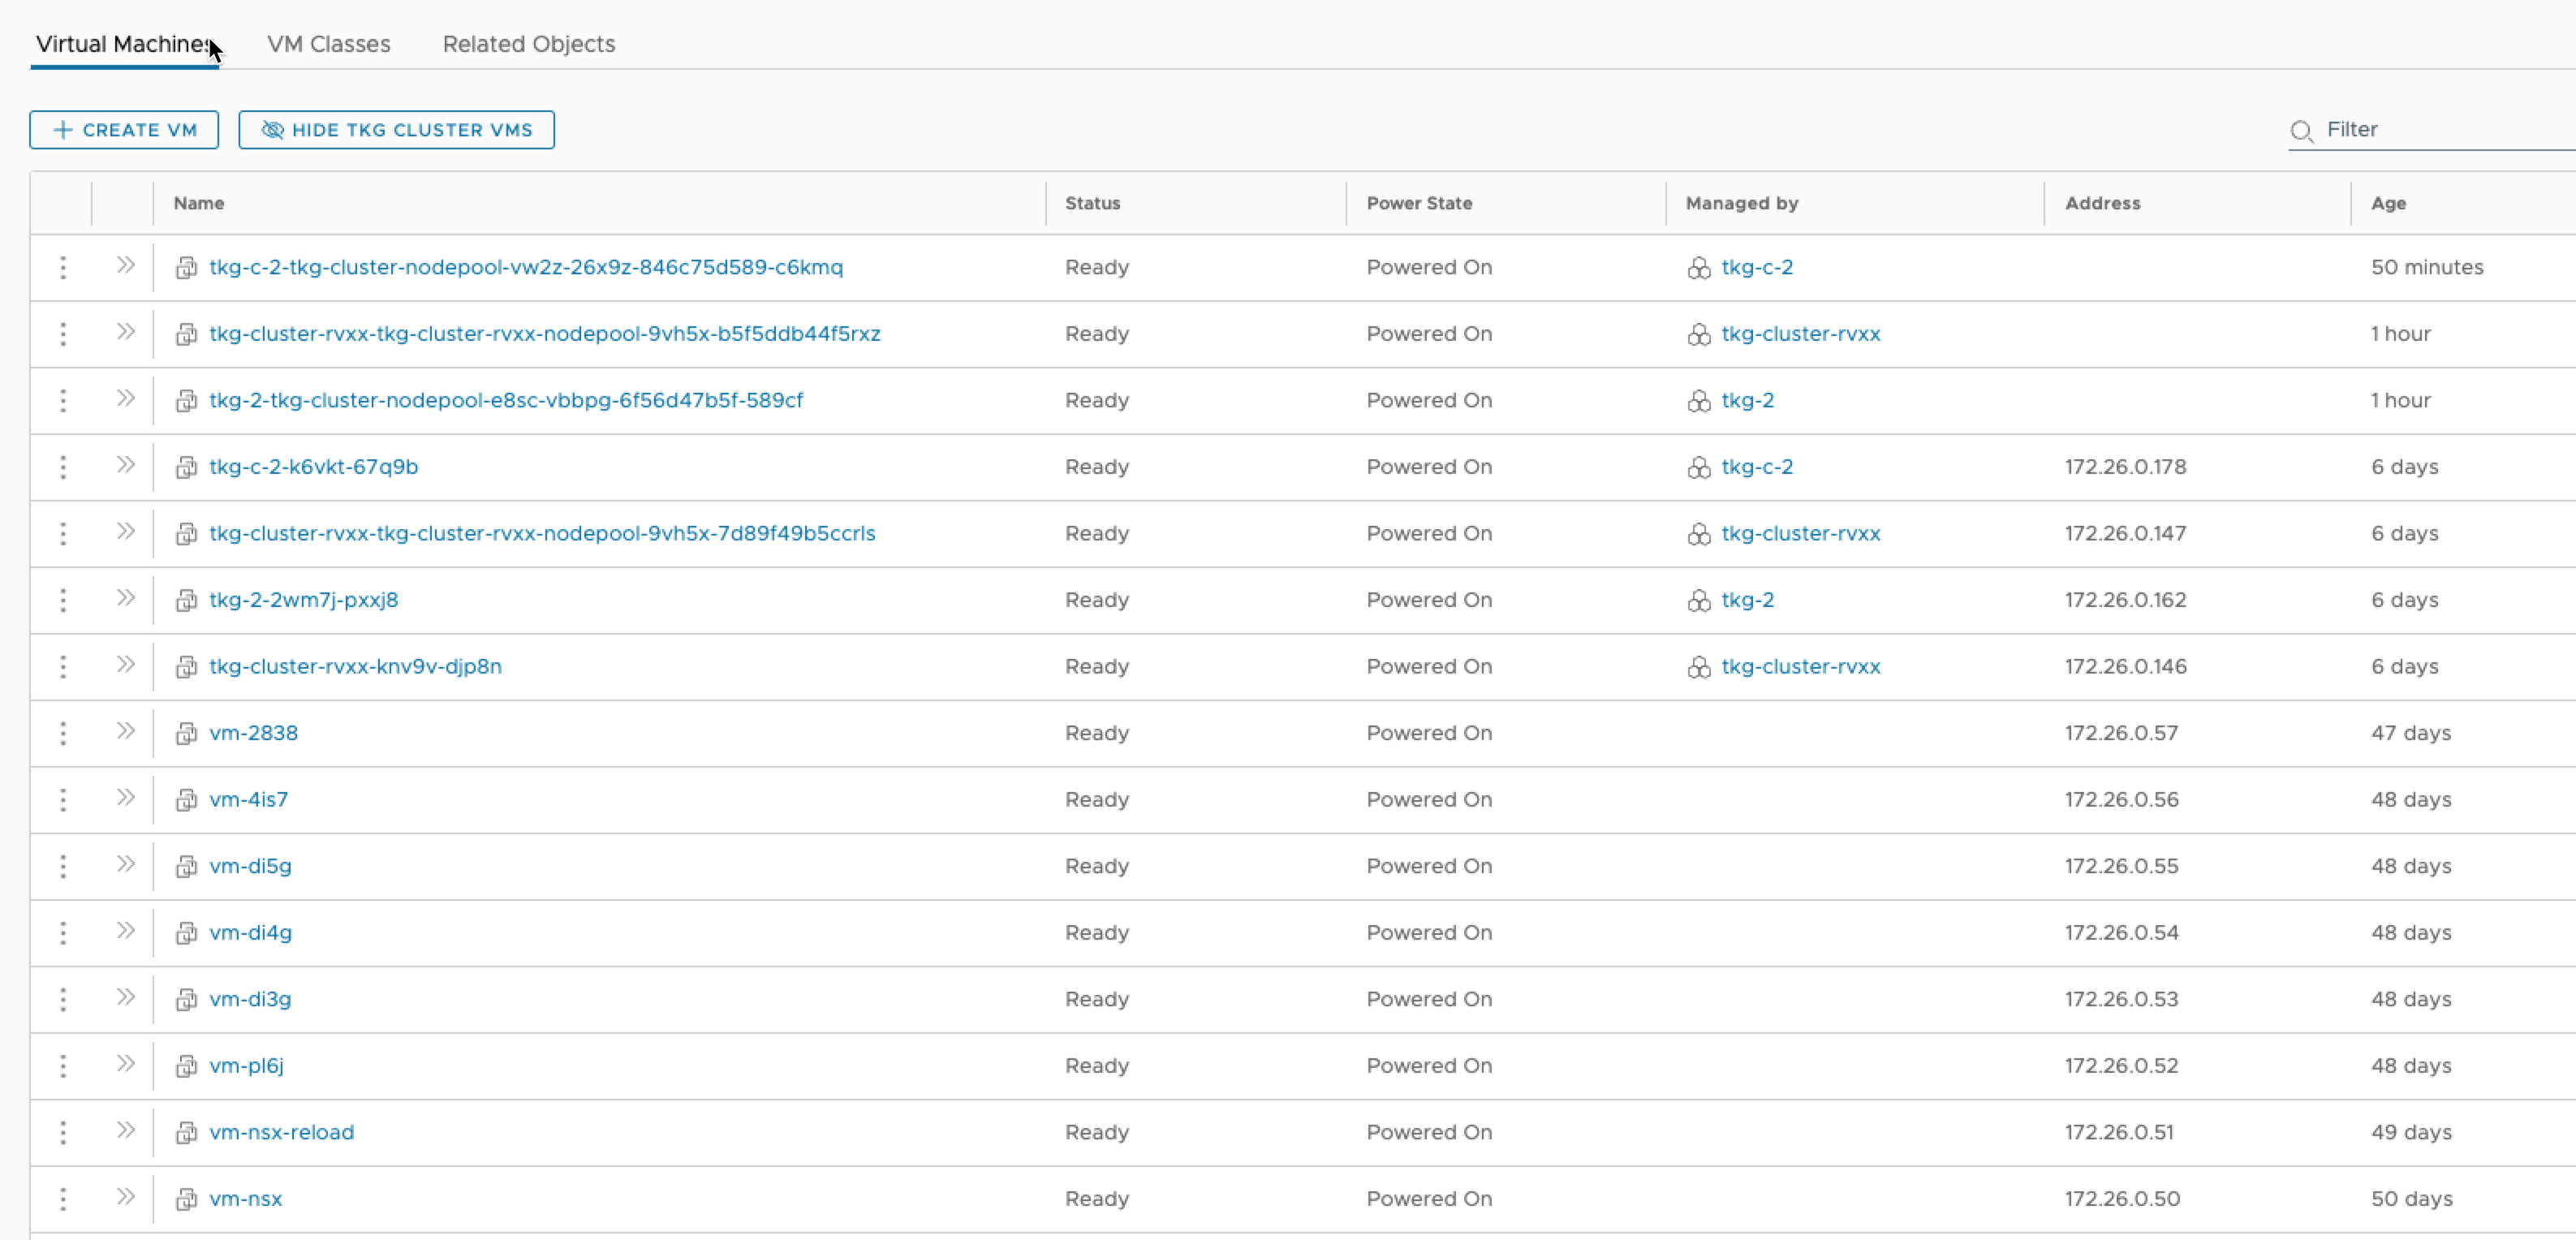 Virtual Machines VM Classes Related Objects
CREATE VM HIDE TKG CLUSTER VMS Filter
Name Status Power State Managed by Address Age
tkg-c-2-tkg-cluster-nodepool-vw2z-26x9z-846c75d589-c6kmq Ready Powered On tkg-c-2 50 minutes
tkg-cluster-rvxx-tkg-cluster-rvxx-nodepool-9vh5x-b5f5ddb44f5rxz Ready Powered On tkg-cluster-rvxx 1 hour
tkg-2-tkg-cluster-nodepool-e8sc-vbbpg-6f56d47b5f-589cf Ready Powered On tkg-2 1 hour
tkg-c-2-k6vkt-67q9b Ready Powered On tkg-c-2 172.26.0.178 6 days
tkg-cluster-rvxx-tkg-cluster-rvxx-nodepool-9vh5x-7d89f49b5ccrls Ready Powered On tkg-cluster-rvxx 172.26.0.147 6 days
tkg-2-2wm7j-pxxj8 Ready Powered On tkg-2 172.26.0.162 6 days
tkg-cluster-rvxx-knv9v-djp8n Ready Powered On tkg-cluster-rvxx 172.26.0.146 6 days
vm-2838 Ready Powered On 172.26.0.57 47 days
vm-4is7 Ready Powered On 172.26.0.56 48 days
vm-di5g Ready Powered On 172.26.0.55 48 days
vm-di4g Ready Powered On 172.26.0.54 48 days
vm-di3g Ready Powered On 172.26.0.53 48 days
vm-pl6j Ready Powered On 172.26.0.52 48 days
vm-nsx-reload Ready Powered On 172.26.0.51 49 days
vm-nsx Ready Powered On 172.26.0.50 50 days